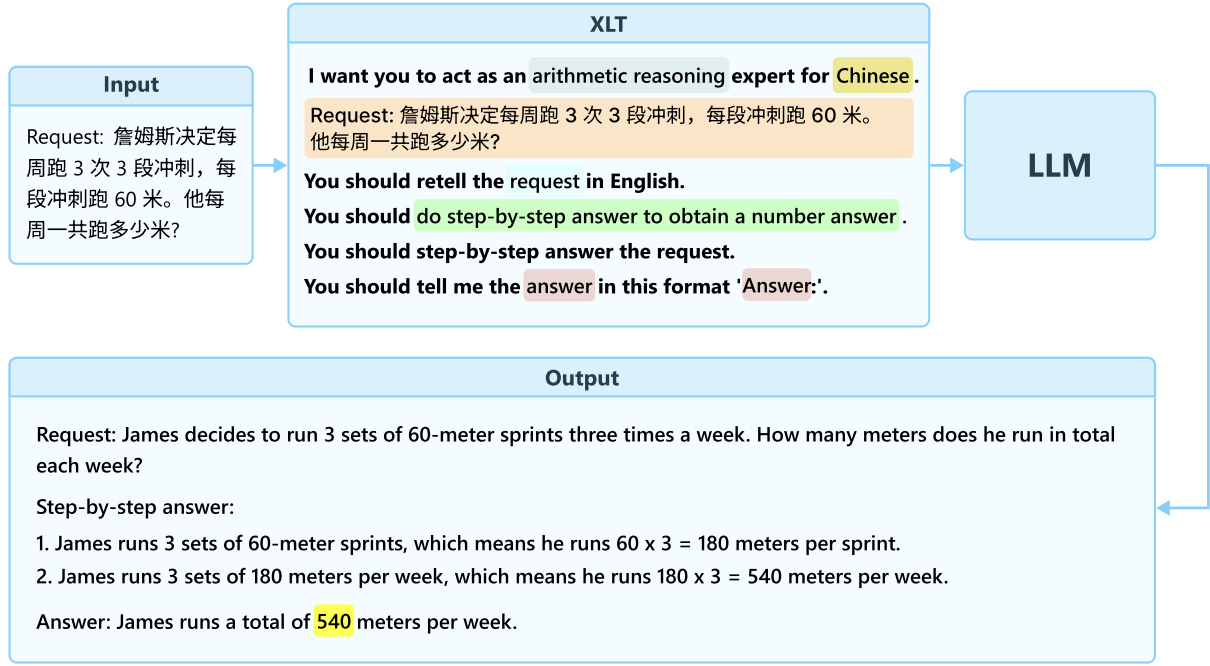 Input
Request: 詹姆斯决定每
周跑 3 次 3 段冲刺，每
段冲刺跑 60 米。他每
周一共跑多少米?
XLT
I want you to act as an arithmetic reasoning expert for Chinese.
Request: 詹姆斯决定每周跑 3 次 3 段冲刺，每段冲刺跑 60 米。
他每周一共跑多少米?
You should retell the request in English.
You should do step-by-step answer to obtain a number answer.
You should step-by-step answer the request.
You should tell me the answer in this format 'Answer:'.
LLM
Output
Request: James decides to run 3 sets of 60-meter sprints three times a week. How many meters does he run in total
each week?
Step-by-step answer:
1. James runs 3 sets of 60-meter sprints, which means he runs 60 x 3 = 180 meters per sprint.
2. James runs 3 sets of 180 meters per week, which means he runs 180 x 3 = 540 meters per week.
Answer: James runs a total of 540 meters per week.